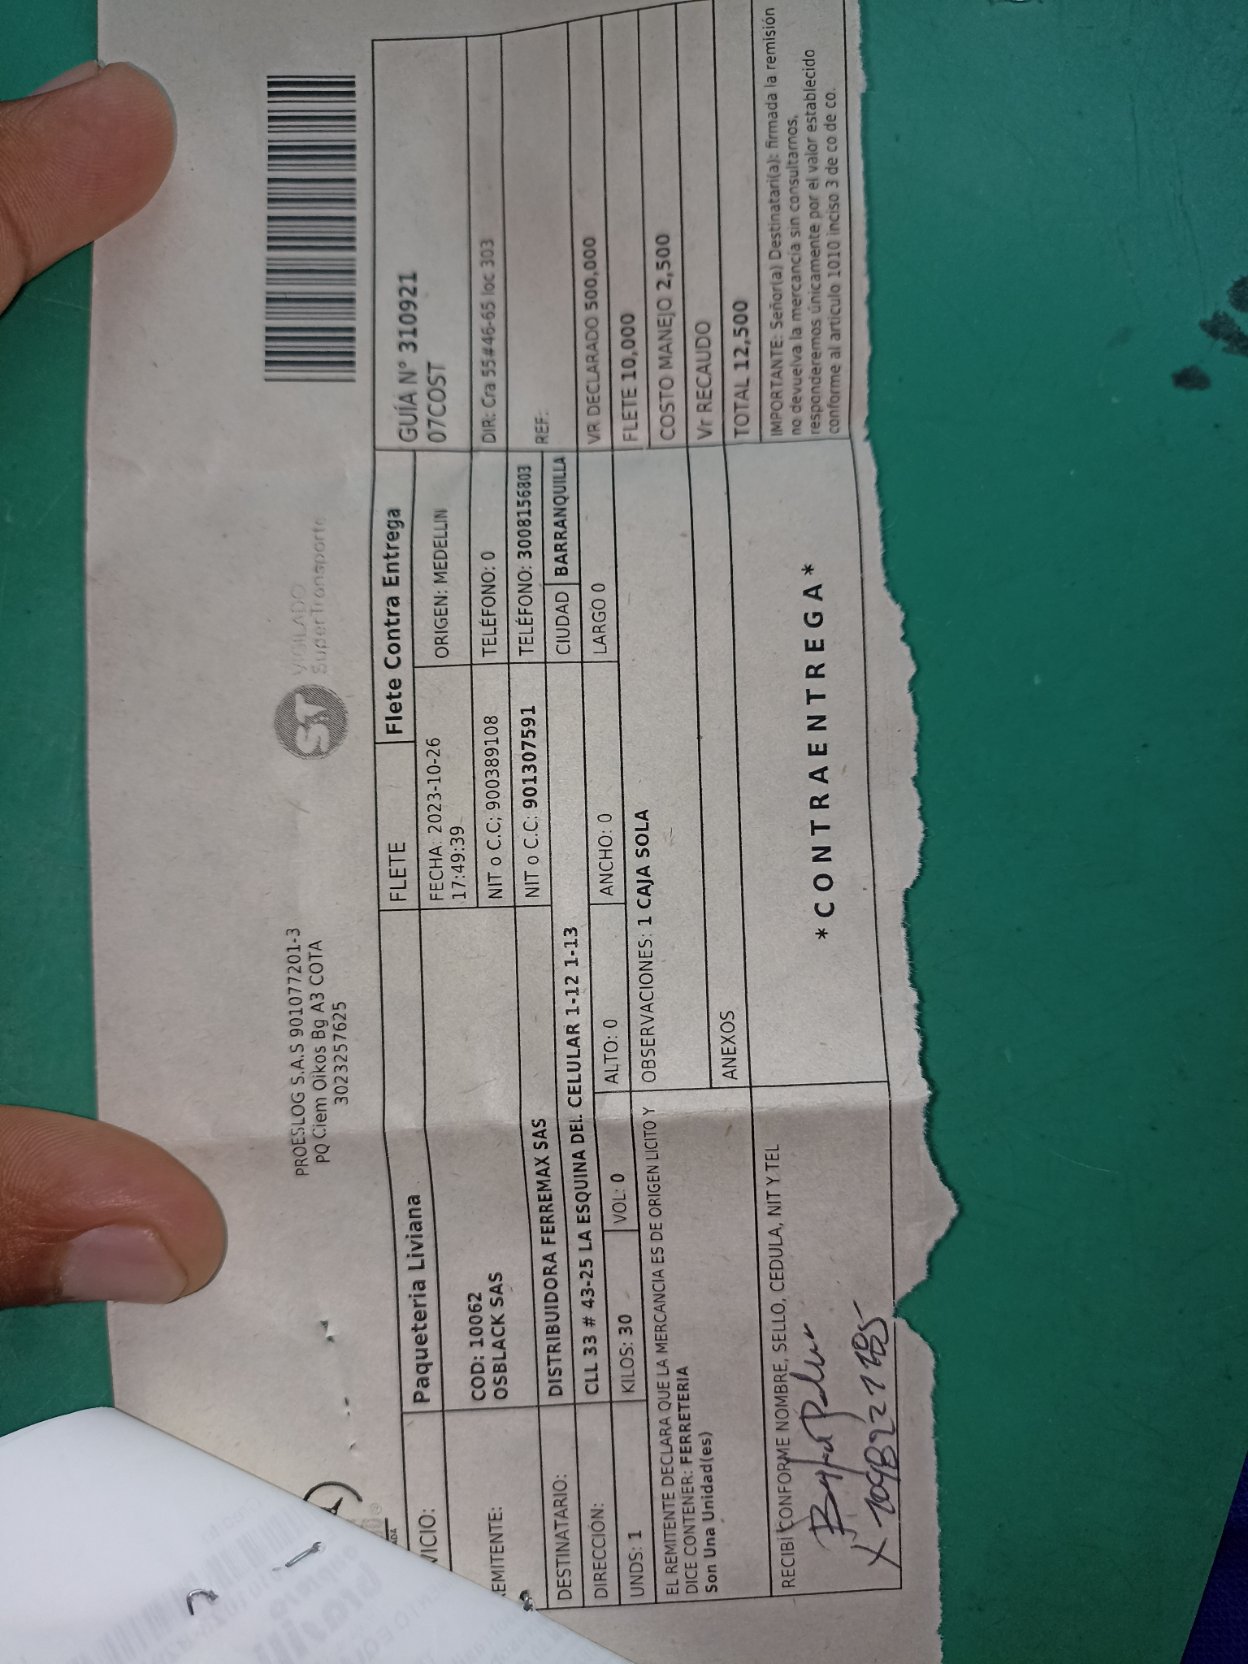 PROESLOG S.A.S 901077201-3
PQ Ciem Oikos Bg A3 COTA
3023257625
ST VIGILADO
SuperTransporte
VICIO: Paqueteria Liviana FLETE Flete Contra Entrega GUÍA N° 310921
07COST
EMITENTE: COD: 10062
OSBLACK SAS
FECHA: 2023-10-26
17:49:39
ORIGEN: MEDELLIN
NIT o C.C: 900389108 TELÉFONO: 0 DIR: Cra 55#46-65 loc 303
DESTINATARIO: DISTRIBUIDORA FERREMAX SAS NIT o C.C: 901307591 TELÉFONO: 3008156803 REF:
DIRECCIÓN: CLL 33 # 43-25 LA ESQUINA DEL CELULAR 1-12 1-13 CIUDAD BARRANQUILLA VR DECLARADO 500,000
UNDS: 1 KILOS: 30 VOL: 0 ALTO: 0 ANCHO: 0 LARGO 0 FLETE 10,000
EL REMITENTE DECLARA QUE LA MERCANCIA ES DE ORIGEN LICITO Y
DICE CONTENER: FERRETERIA
Son Una Unidad(es)
OBSERVACIONES: 1 CAJA SOLA
COSTO MANEJO 2,500
Vr RECAUDO
ANEXOS
TOTAL 12,500
RECIBI CONFORME NOMBRE, SELLO, CEDULA, NIT Y TEL
*CONTRAENTREGA*
IMPORTANTE: Señor(a) Destinatari(a): firmada la remisión
no devuelva la mercancia sin consultarnos,
responderemos únicamente por el valor establecido
conforme al articulo 1010 inciso 3 de co de co.